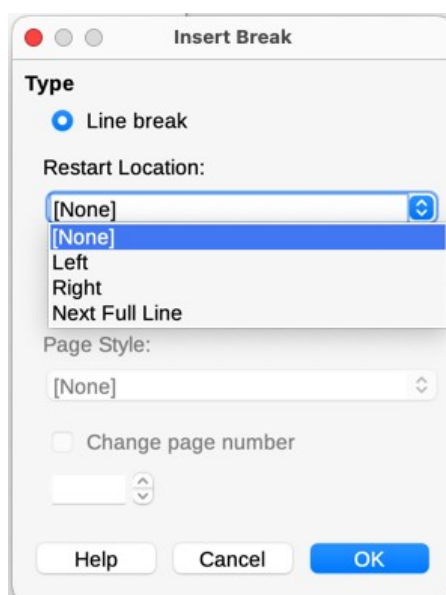 Insert Break
Type
Line break
Restart Location:
[None]
[None]
Left
Right
Next Full Line
Page Style:
[None]
Change page number
Help Cancel OK